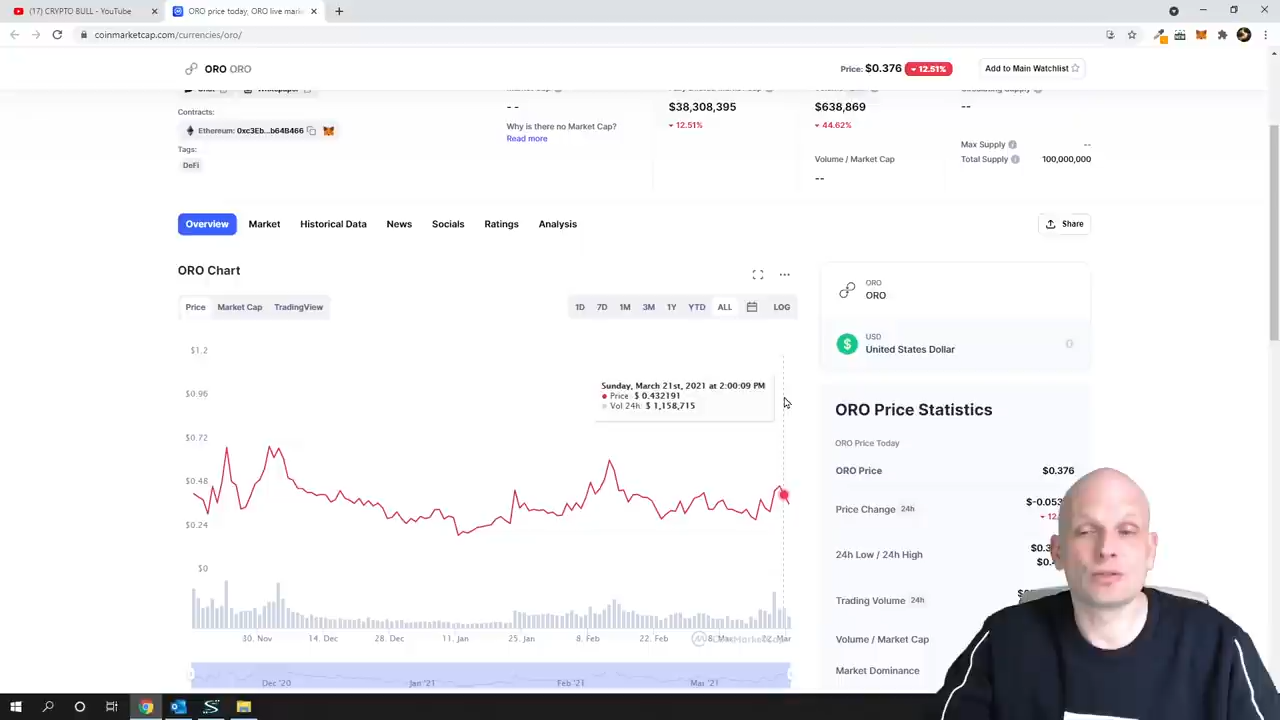 (17) CRYPTO BULL - YouTube
ORO price today, ORO live mark
coinmarketcap.com/currencies/oro/
ORO ORO
Price: $0.376 12.51%
Add to Main Watchlist
Contracts:
Ethereum: 0xc3Eb...b64B466
Tags:
DeFi
- -
Why is there no Market Cap?
Read more
$38,308,395
12.51%
$638,869
44.62%
Volume / Market Cap
--
--
Max Supply --
Total Supply 100,000,000
Overview Market Historical Data News Socials Ratings Analysis
Share
ORO Chart
Price Market Cap TradingView
1D 7D 1M 3M 1Y YTD ALL LOG
$1.2
$0.96
$0.72
$0.48
$0.24
$0
Sunday, March 21st, 2021 at 2:00:09 PM
Price: $ 0.432191
Vol 24h: $ 1,158,715
30. Nov 14. Dec 28. Dec 11. Jan 25. Jan 8. Feb 22. Feb 8. Mar 22. Mar
Dec '20 Jan '21 Feb '21 Mar '21
ORO
ORO
USD
United States Dollar
ORO Price Statistics
ORO Price Today
ORO Price $0.376
Price Change 24h
24h Low / 24h High
Trading Volume 24h
Volume / Market Cap
Market Dominance